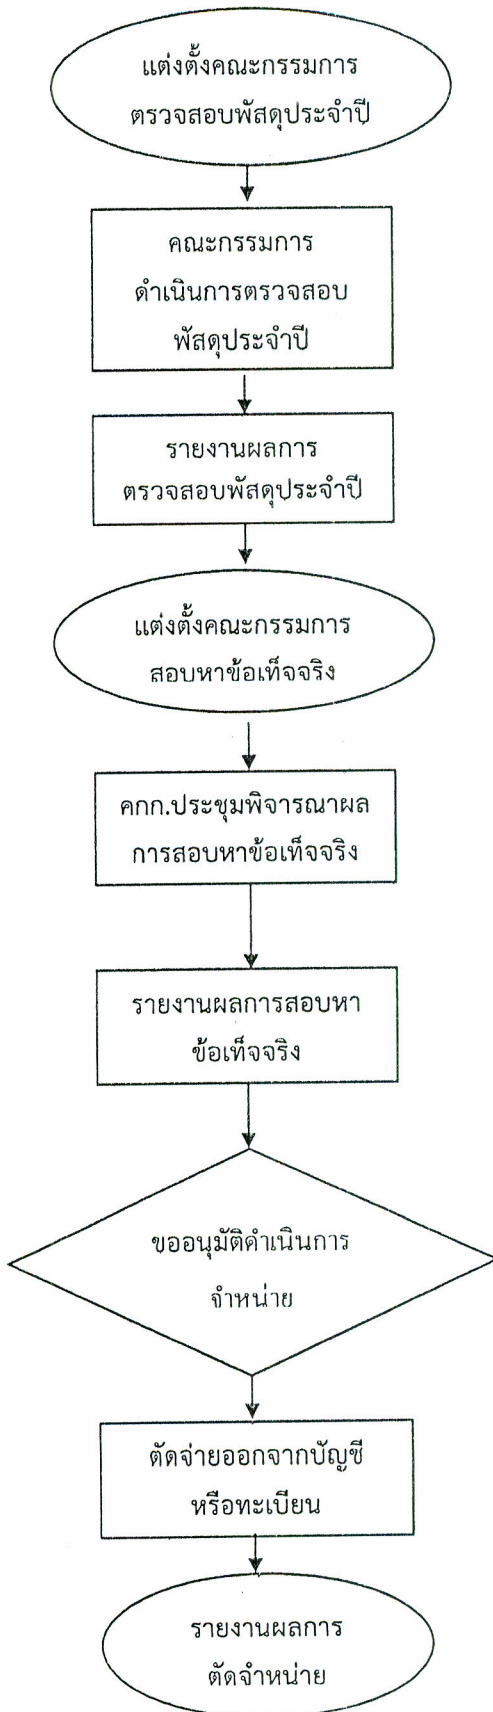 แต่งตั้งคณะกรรมการ
ตรวจสอบพัสดุประจำปี
คณะกรรมการ
ดำเนินการตรวจสอบ
พัสดุประจำปี
รายงานผลการ
ตรวจสอบพัสดุประจำปี
แต่งตั้งคณะกรรมการ
สอบหาข้อเท็จจริง
คกก.ประชุมพิจารณาผล
การสอบหาข้อเท็จจริง
รายงานผลการสอบหา
ข้อเท็จจริง
ขออนุมัติดำเนินการ
จำหน่าย
ตัดจ่ายออกจากบัญชี
หรือทะเบียน
รายงานผลการ
ตัดจำหน่าย